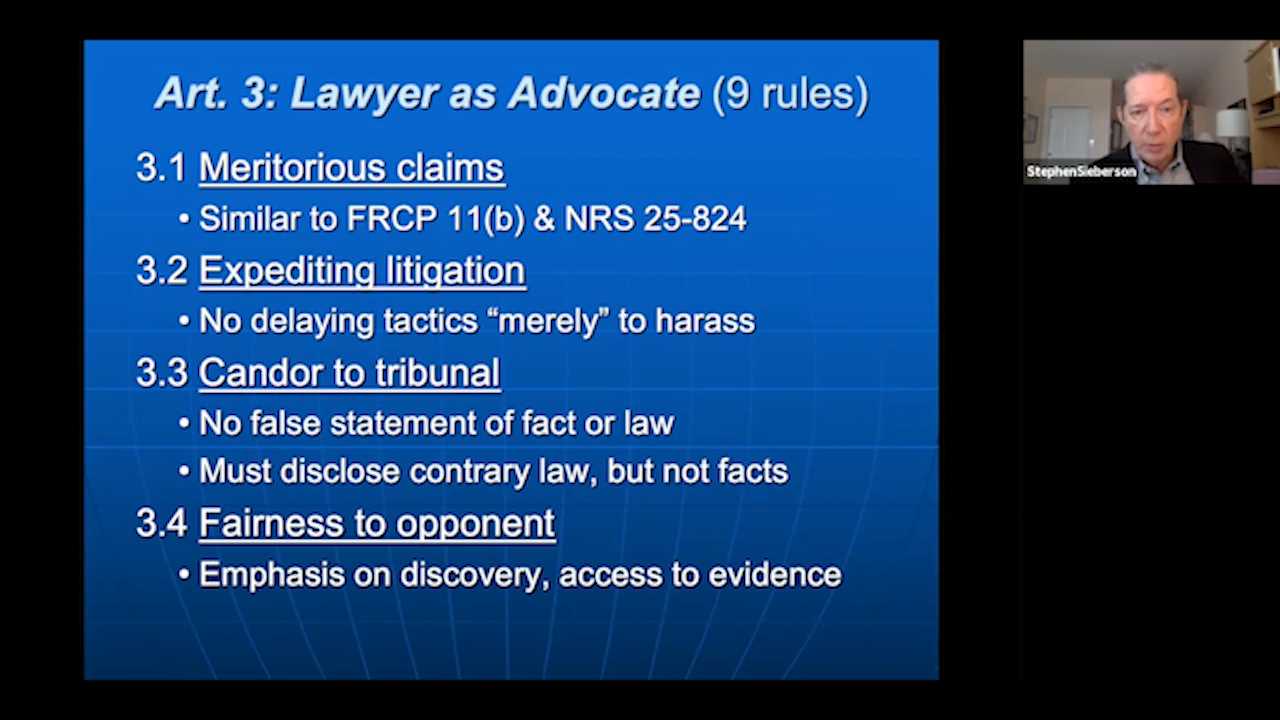 Art. 3: Lawyer as Advocate (9 rules)
3.1 Meritorious claims
• Similar to FRCP 11(b) & NRS 25-824
3.2 Expediting litigation
• No delaying tactics “merely” to harass
3.3 Candor to tribunal
• No false statement of fact or law
• Must disclose contrary law, but not facts
3.4 Fairness to opponent
• Emphasis on discovery, access to evidence
StephenSieberson